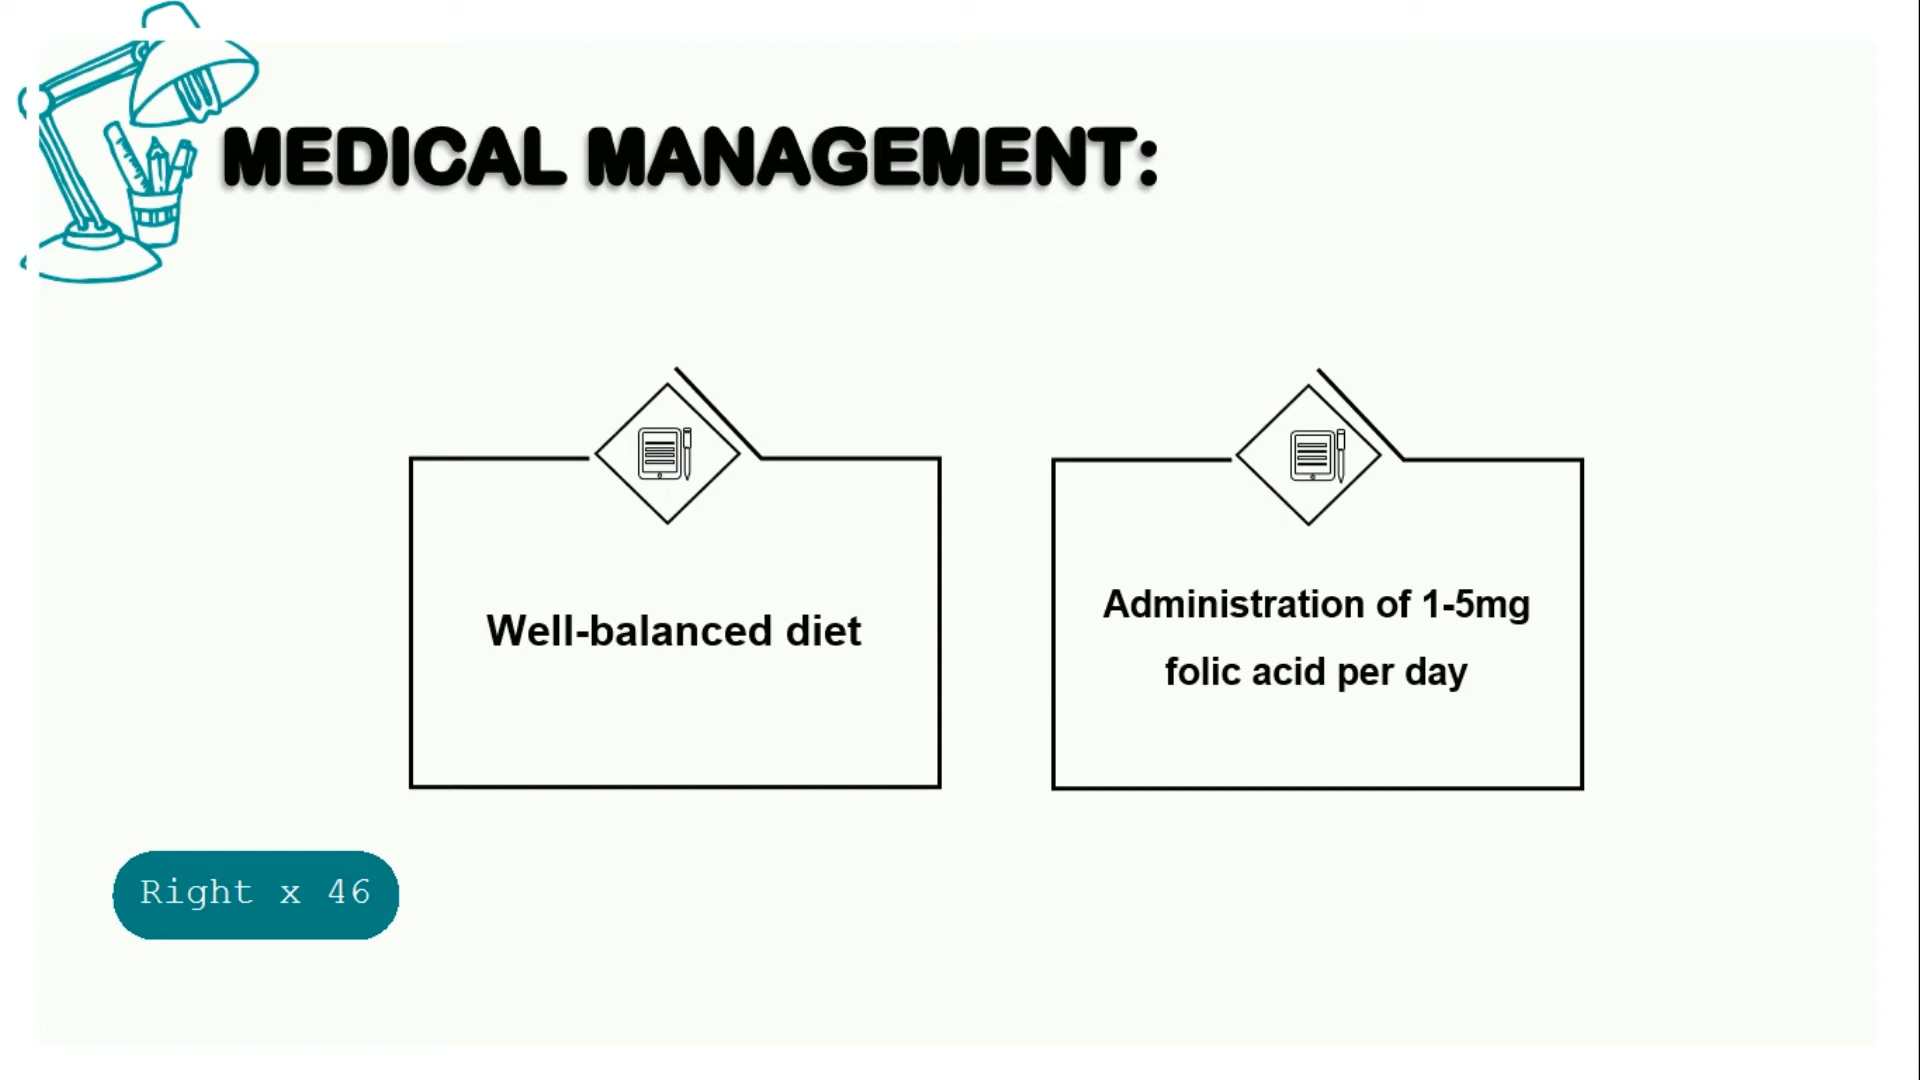 MEDICAL MANAGEMENT:
Well-balanced diet
Administration of 1-5mg
folic acid per day
Right x 46